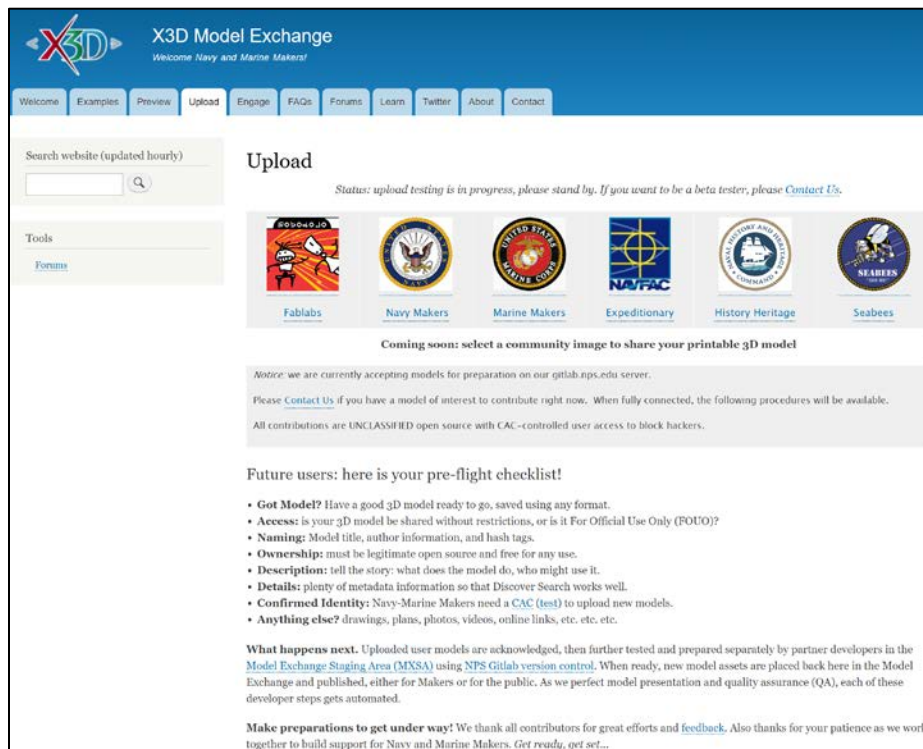 X3D
X3D Model Exchange
Welcome Navy and Marine Makers!
Welcome Examples Preview Upload Engage FAQs Forums Learn Twitter About Contact
Search website (updated hourly)
Tools
Forums
Upload
Status: upload testing is in progress, please stand by. If you want to be a beta tester, please Contact Us.
UNITED STATES NAVY
UNITED STATES MARINE CORPS
NAVFAC
NAVAL HISTORY AND HERITAGE COMMAND
SEABEES
Fablabs Navy Makers Marine Makers Expeditionary History Heritage Seabees
Coming soon: select a community image to share your printable 3D model
Notice: we are currently accepting models for preparation on our gitlab.nps.edu server.
Please Contact Us if you have a model of interest to contribute right now. When fully connected, the following procedures will be available.
All contributions are UNCLASSIFIED open source with CAC-controlled user access to block hackers.
Future users: here is your pre-flight checklist!
• Got Model? Have a good 3D model ready to go, saved using any format.
• Access: is your 3D model be shared without restrictions, or is it For Official Use Only (FOUO)?
• Naming: Model title, author information, and hash tags.
• Ownership: must be legitimate open source and free for any use.
• Description: tell the story: what does the model do, who might use it.
• Details: plenty of metadata information so that Discover Search works well.
• Confirmed Identity: Navy-Marine Makers need a CAC (test) to upload new models.
• Anything else? drawings, plans, photos, videos, online links, etc. etc. etc.
What happens next. Uploaded user models are acknowledged, then further tested and prepared separately by partner developers in the
Model Exchange Staging Area (MXSA) using NPS Gitlab version control. When ready, new model assets are placed back here in the Model
Exchange and published, either for Makers or for the public. As we perfect model presentation and quality assurance (QA), each of these
developer steps gets automated.
Make preparations to get under way! We thank all contributors for great efforts and feedback. Also thanks for your patience as we work
together to build support for Navy and Marine Makers. Get ready, get set...